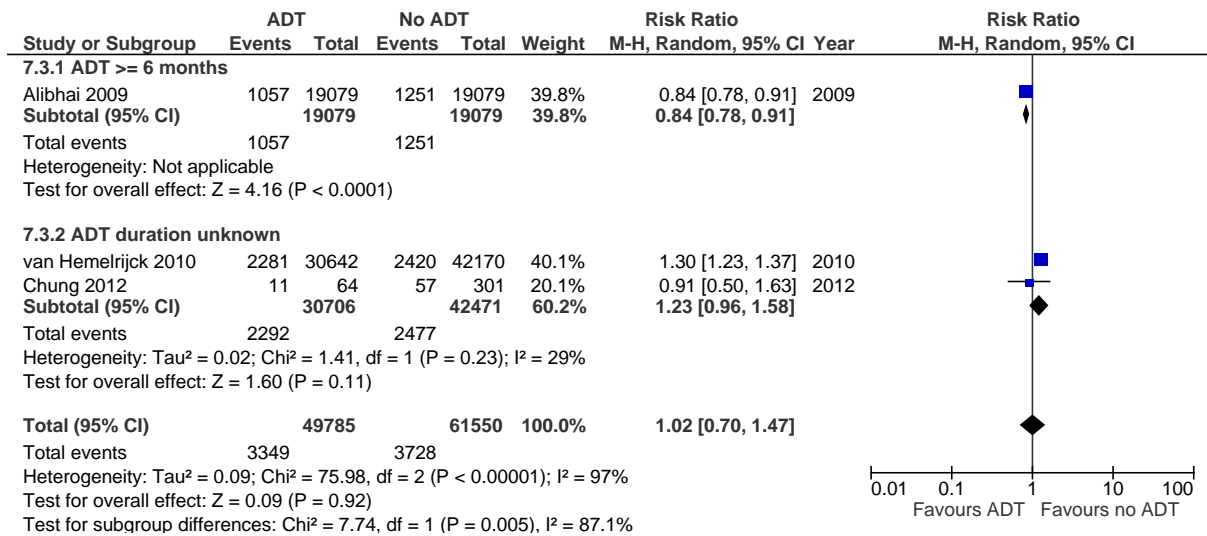 ADT No ADT Risk Ratio Risk Ratio
Study or Subgroup Events Total Events Total Weight M-H, Random, 95% CI Year M-H, Random, 95% CI
7.3.1 ADT >= 6 months
Alibhai 2009 1057 19079 1251 19079 39.8% 0.84 [0.78, 0.91] 2009
Subtotal (95% CI) 19079 19079 39.8% 0.84 [0.78, 0.91]
Total events 1057 1251
Heterogeneity: Not applicable
Test for overall effect: Z = 4.16 (P < 0.0001)
7.3.2 ADT duration unknown
van Hemelrijck 2010 2281 30642 2420 42170 40.1% 1.30 [1.23, 1.37] 2010
Chung 2012 11 64 57 301 20.1% 0.91 [0.50, 1.63] 2012
Subtotal (95% CI) 30706 42471 60.2% 1.23 [0.96, 1.58]
Total events 2292 2477
Heterogeneity: Tau² = 0.02; Chi² = 1.41, df = 1 (P = 0.23); I² = 29%
Test for overall effect: Z = 1.60 (P = 0.11)
Total (95% CI) 49785 61550 100.0% 1.02 [0.70, 1.47]
Total events 3349 3728
Heterogeneity: Tau² = 0.09; Chi² = 75.98, df = 2 (P < 0.00001); I² = 97%
Test for overall effect: Z = 0.09 (P = 0.92)
Test for subgroup differences: Chi² = 7.74, df = 1 (P = 0.005), I² = 87.1%
0.01 0.1 1 10 100
Favours ADT Favours no ADT